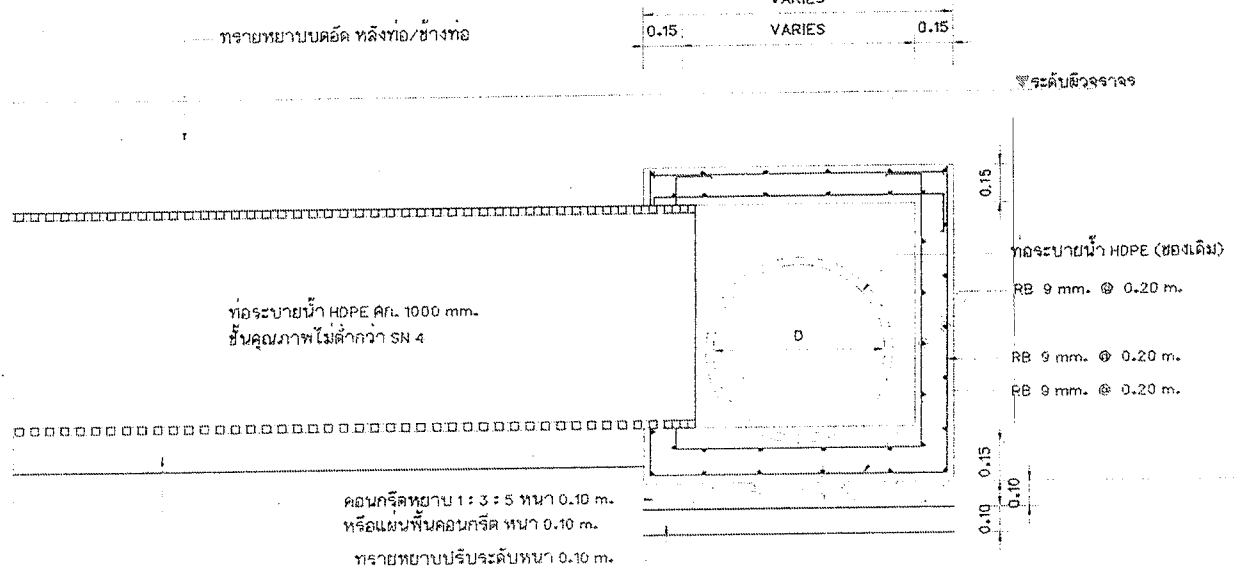 VARIES
ทรายหยาบบดอัด หลังท่อ/ข้างท่อ
0.15 VARIES 0.15
ระดับผิวจราจร
0.15
ท่อระบายน้ำ HDPE (ของเดิม)
RB 9 mm. @ 0.20 m.
ท่อระบายน้ำ HDPE ศก. 1000 mm.
ชั้นคุณภาพไม่ต่ำกว่า SN 4
D
RB 9 mm. @ 0.20 m.
RB 9 mm. @ 0.20 m.
0.15
0.10
0.10
คอนกรีตหยาบ 1 : 3 : 5 หนา 0.10 m.
หรือแผ่นพื้นคอนกรีต หนา 0.10 m.
ทรายหยาบปรับระดับหนา 0.10 m.